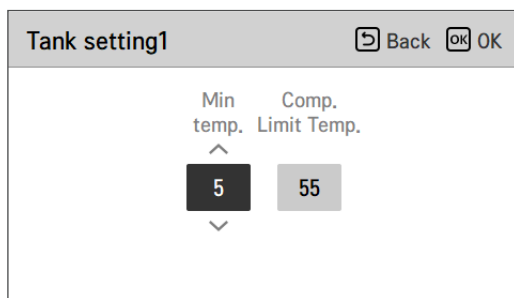 Tank setting1
Back OK OK
Min temp.
Comp. Limit Temp.
5 55